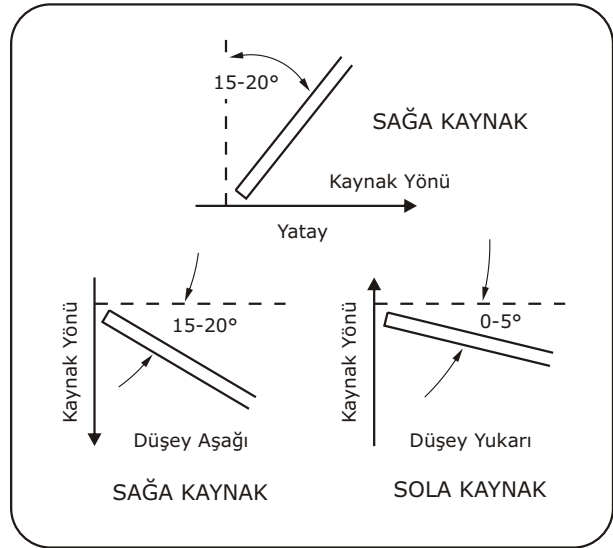 15-20°
SAĞA KAYNAK
Kaynak Yönü
Yatay
Kaynak Yönü
15-20°
Düşey Aşağı
SAĞA KAYNAK
Kaynak Yönü
0-5°
Düşey Yukarı
SOLA KAYNAK